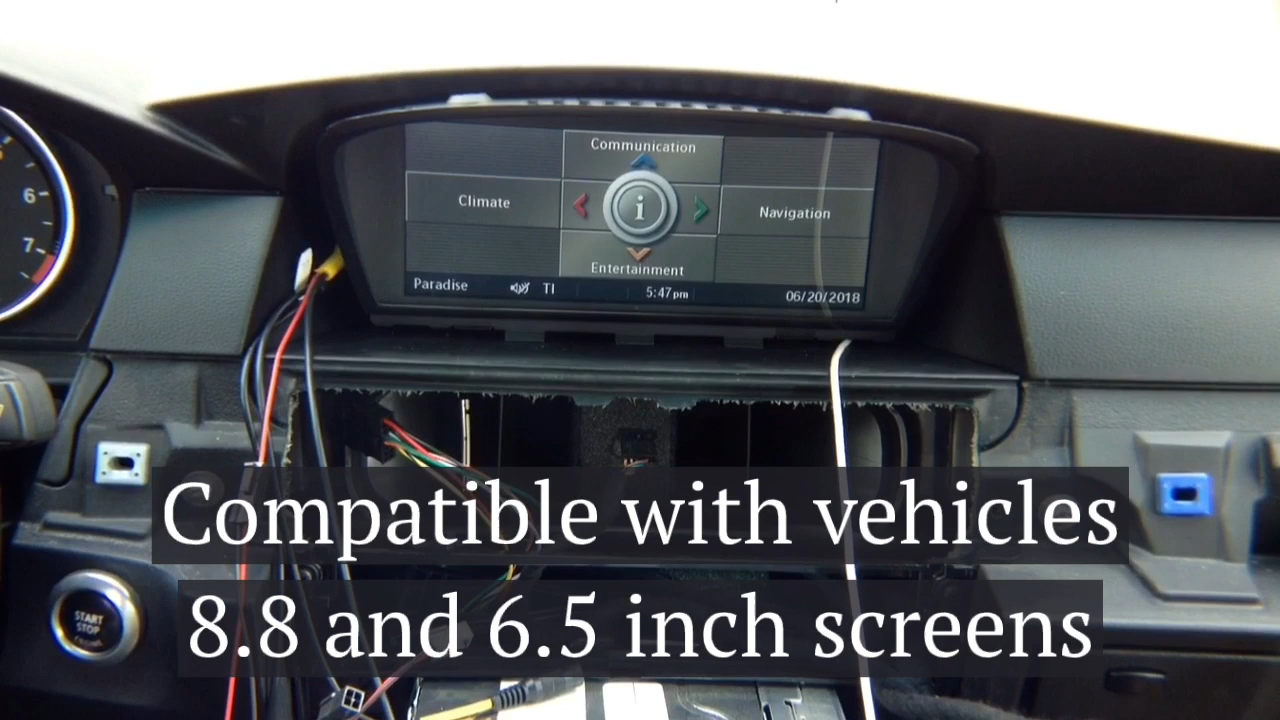 6
7
Communication
Climate
i
Navigation
Entertainment
Paradise
TI
5:47pm
06/20/2018
Compatible with vehicles
8.8 and 6.5 inch screens
START
STOP